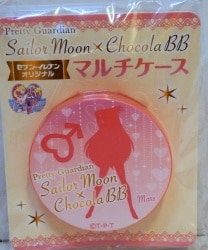 Pretty Guardian
Sailor Moon × Chocola BB
セブン-イレブン
オリジナル
マルチケース
Pretty Guardian
Sailor Moon
× Chocola BB
Mars
©T・P・T